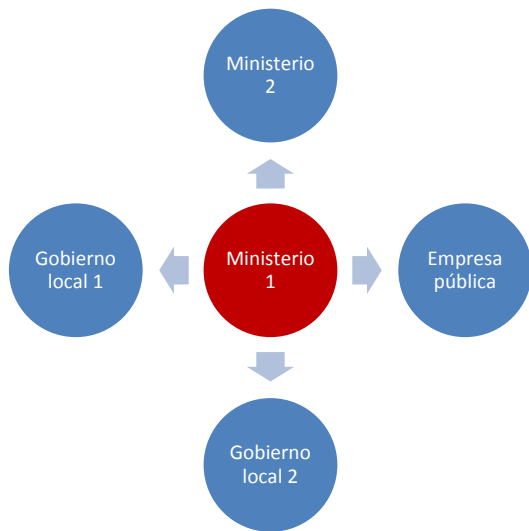 Ministerio
2
Gobierno
local 1
Ministerio
1
Empresa
pública
Gobierno
local 2